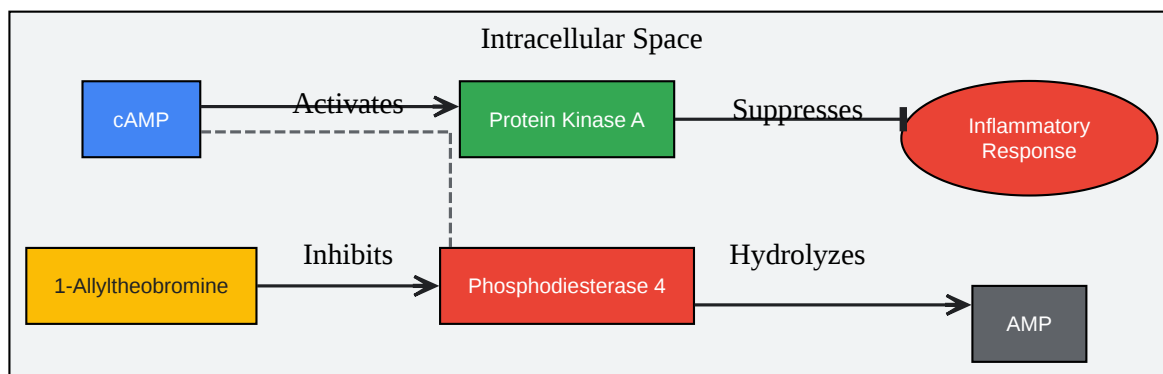 Intracellular Space
cAMP
Activates
Protein Kinase A
Suppresses
Inflammatory
Response
1-Allyltheobromine
Inhibits
Phosphodiesterase 4
Hydrolyzes
AMP